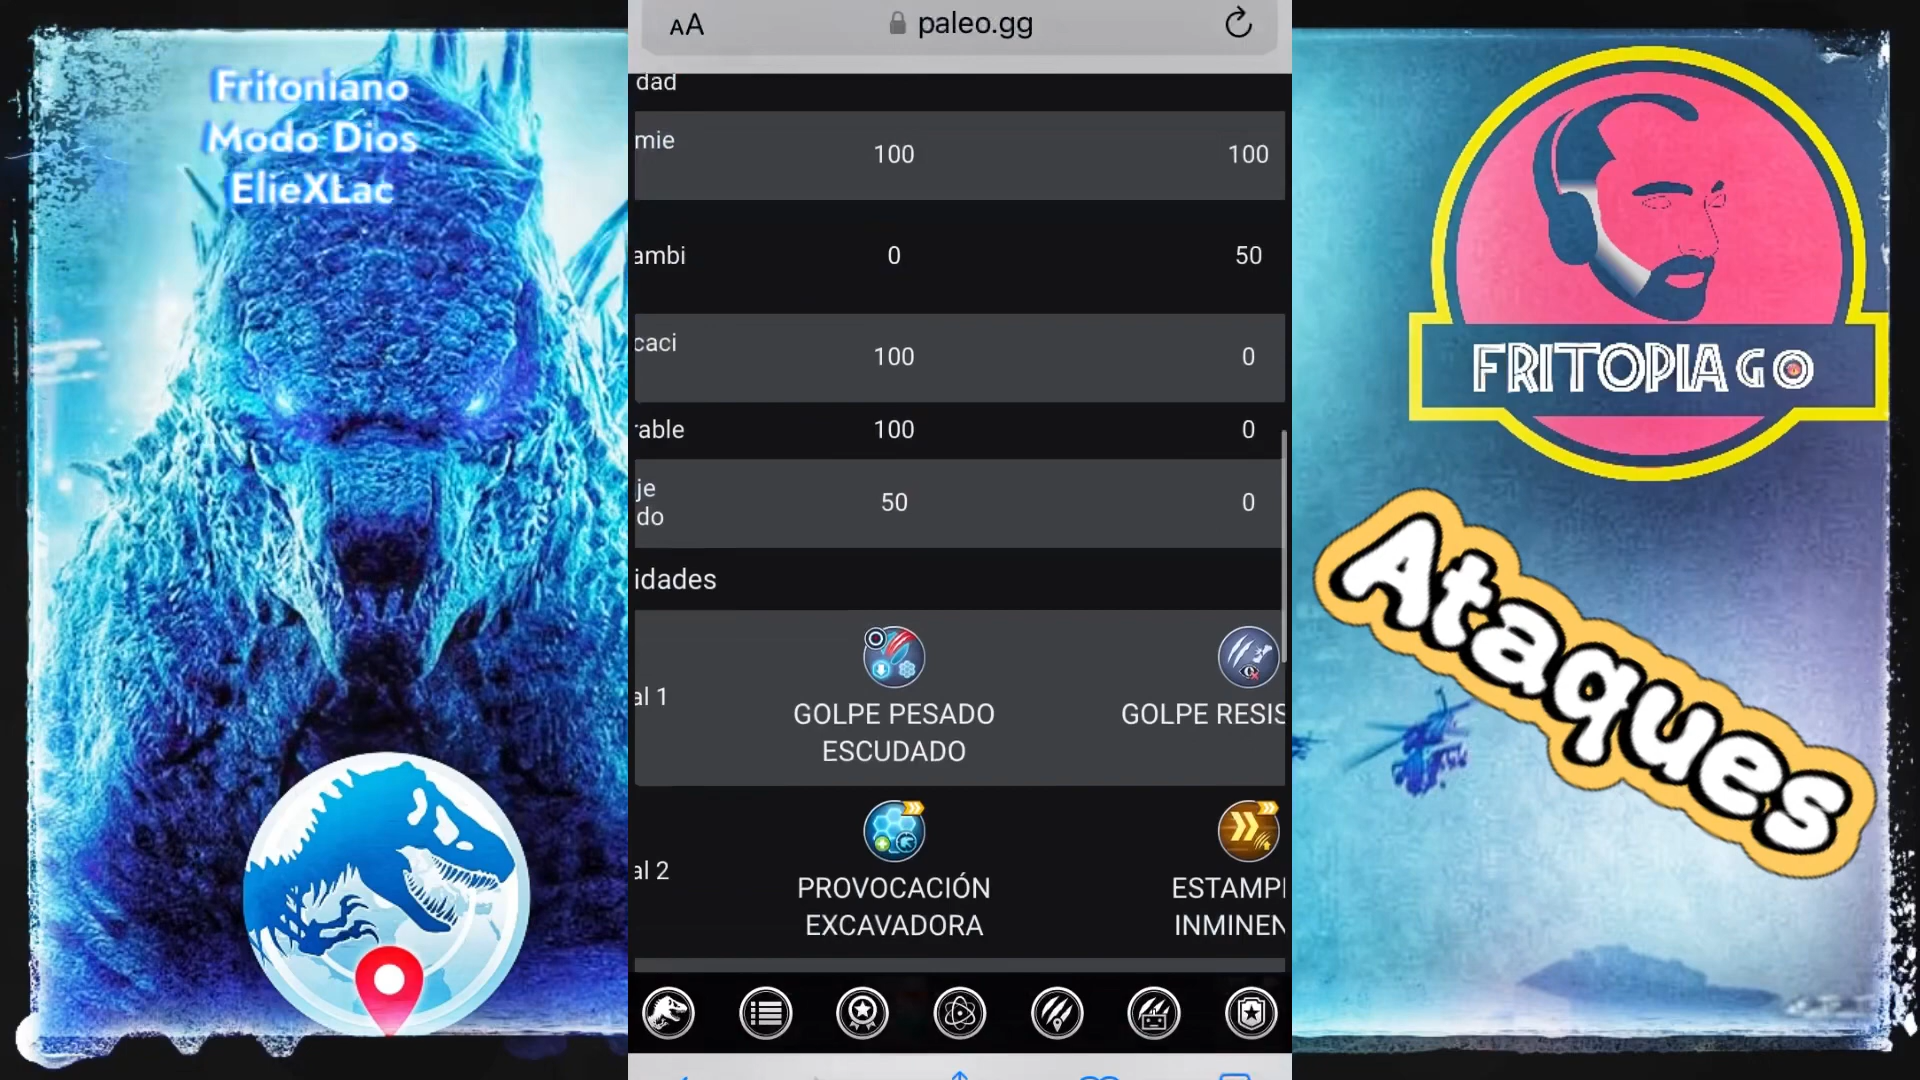 Fritoniano
Modo Dios
ElieXLac
AA
paleo.gg
dad
mie 100 100
ambi 0 50
caci 100 0
rable 100 0
je
do 50 0
idades
al 1
GOLPE PESADO
ESCUDADO
GOLPE RESIS
al 2
PROVOCACIÓN
EXCAVADORA
ESTAMPI
INMINEN
FRITOPIA GO
Ataques